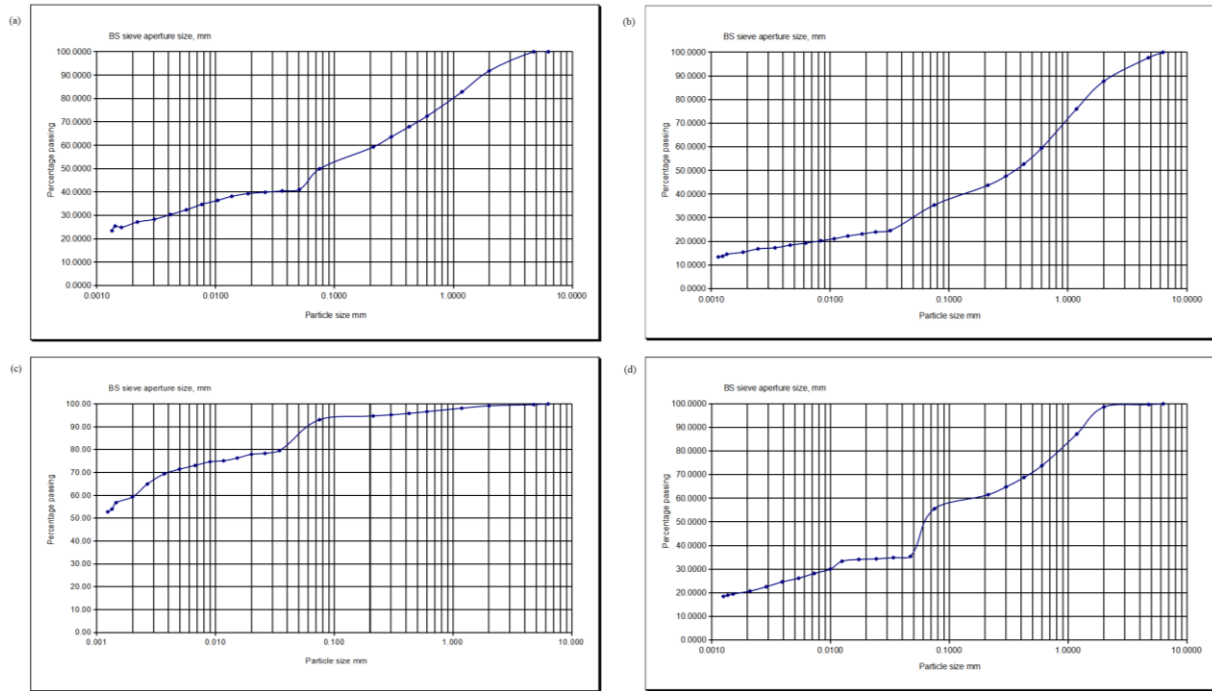 (a)
BS sieve aperture size, mm
100.0000
90.0000
80.0000
70.0000
60.0000
50.0000
40.0000
30.0000
20.0000
10.0000
0.0000
Percentage passing
0.0010 0.0100 0.1000 1.0000 10.0000
Particle size mm
(b)
BS sieve aperture size, mm
100.0000
90.0000
80.0000
70.0000
60.0000
50.0000
40.0000
30.0000
20.0000
10.0000
0.0000
Percentage passing
0.0010 0.0100 0.1000 1.0000 10.0000
Particle size mm
(c)
BS sieve aperture size, mm
100.00
90.00
80.00
70.00
60.00
50.00
40.00
30.00
20.00
10.00
0.00
Percentage passing
0.001 0.010 0.100 1.000 10.000
Particle size mm
(d)
BS sieve aperture size, mm
100.0000
90.0000
80.0000
70.0000
60.0000
50.0000
40.0000
30.0000
20.0000
10.0000
0.0000
Percentage passing
0.0010 0.0100 0.1000 1.0000 10.0000
Particle size mm